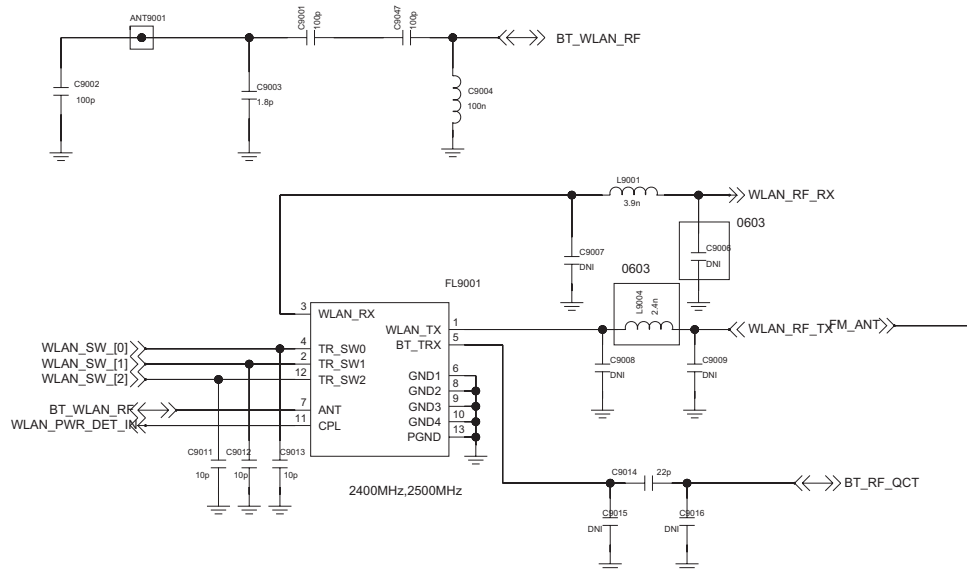 ANT9001
C9001
100p
C9047
100p
BT_WLAN_RF
C9002
100p
C9003
1.8p
C9004
100n
L9001
3.9n
WLAN_RF_RX
0603
C9007
DNI
C9006
DNI
0603
L9004
2.4n
FL9001
3
WLAN_RX
WLAN_TX
1
BT_TRX
5
WLAN_RF_TX
FM_ANT
WLAN_SW_[0]
4
TR_SW0
WLAN_SW_[1]
2
TR_SW1
WLAN_SW_[2]
12
TR_SW2
C9008
DNI
C9009
DNI
GND1
6
GND2
8
GND3
9
GND4
10
PGND
13
BT_WLAN_RF
7
ANT
WLAN_PWR_DET_IN
11
CPL
C9011
10p
C9012
10p
C9013
10p
2400MHz,2500MHz
C9014
22p
BT_RF_QCT
C9015
DNI
C9016
DNI